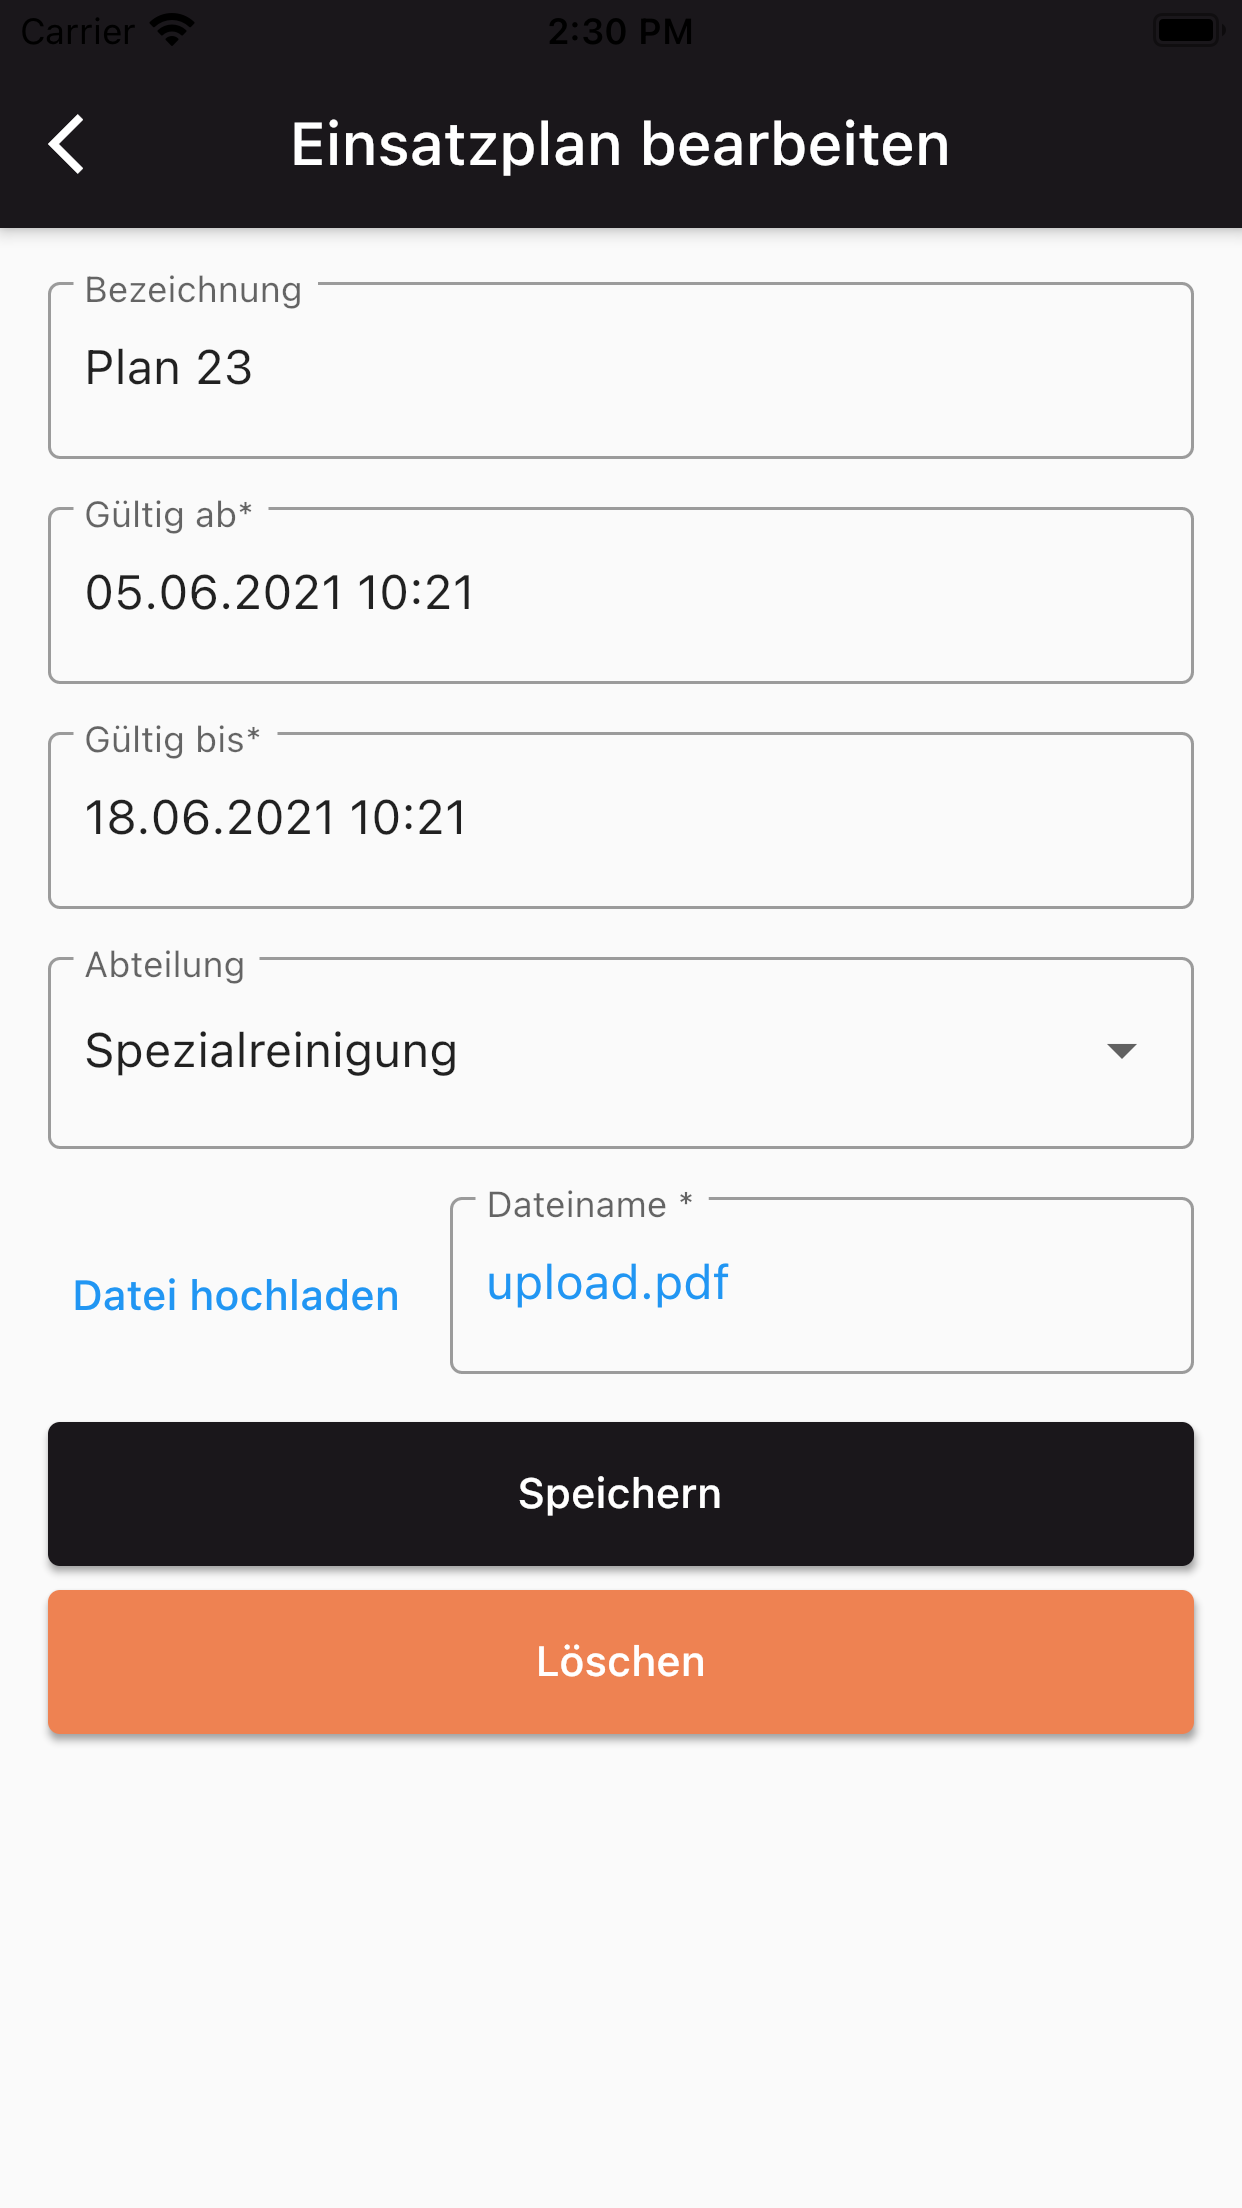 Carrier 2:30 PM
Einsatzplan bearbeiten
Bezeichnung
Plan 23
Gültig ab*
05.06.2021 10:21
Gültig bis*
18.06.2021 10:21
Abteilung
Spezialreinigung
Dateiname *
Datei hochladen upload.pdf
Speichern
Löschen